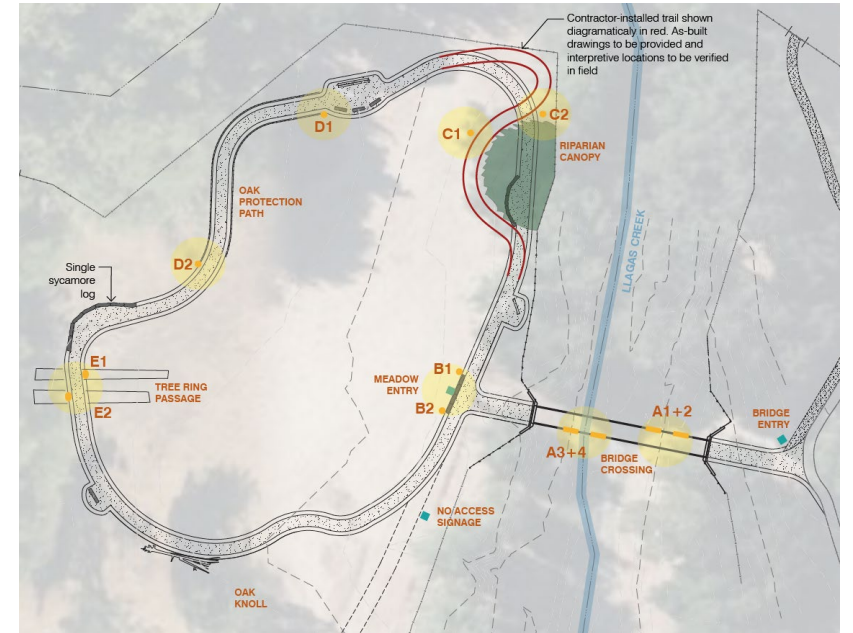 Contractor-installed trail shown
diagramaticaly in red. As-built
drawings to be provided and
interpretive locations to be verified
in field
D1
C1
C2
RIPARIAN
CANOPY
OAK
PROTECTION
PATH
LLAGAS CREEK
D2
Single
sycamore
log
E1
TREE RING
PASSAGE
E2
B1
MEADOW
ENTRY
B2
A1+2
BRIDGE
ENTRY
A3+4
BRIDGE
CROSSING
NO ACCESS
SIGNAGE
OAK
KNOLL